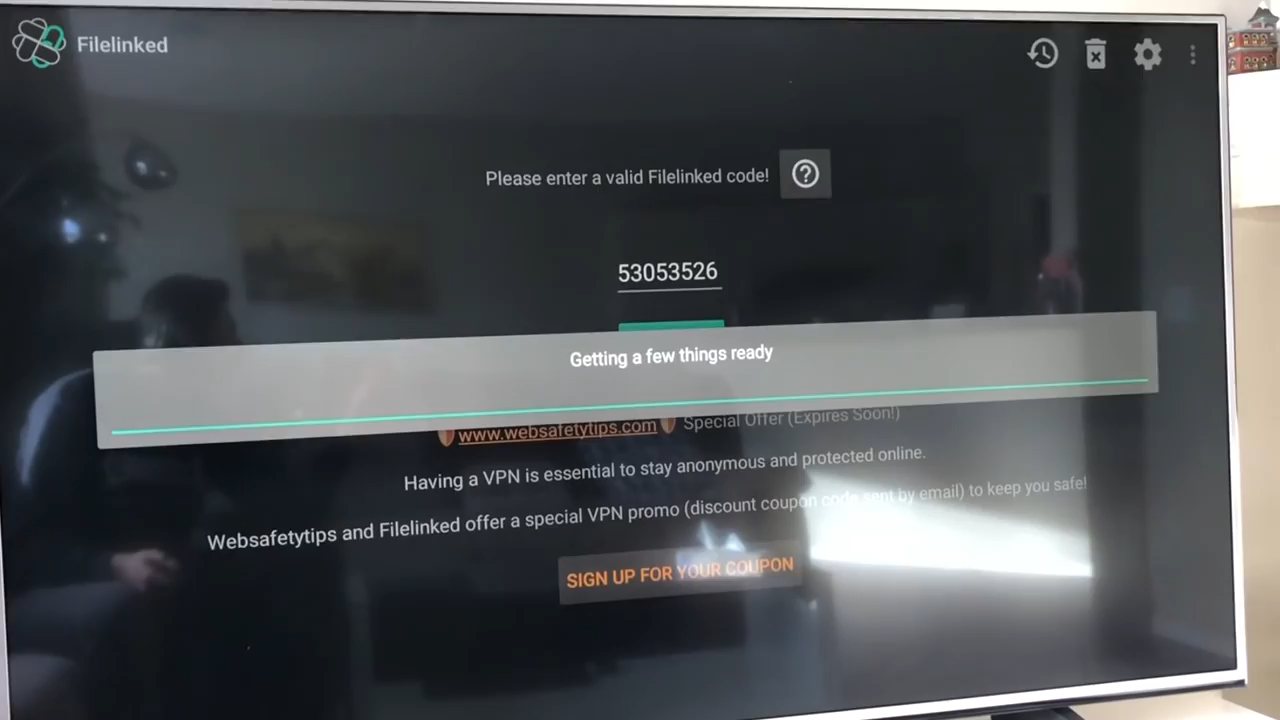 Filelinked
Please enter a valid Filelinked code!
53053526
Getting a few things ready
www.websafetytips.com Special Offer (Expires Soon!)
Having a VPN is essential to stay anonymous and protected online.
Websafetytips and Filelinked offer a special VPN promo (discount coupon code sent by email) to keep you safe!
SIGN UP FOR YOUR COUPON